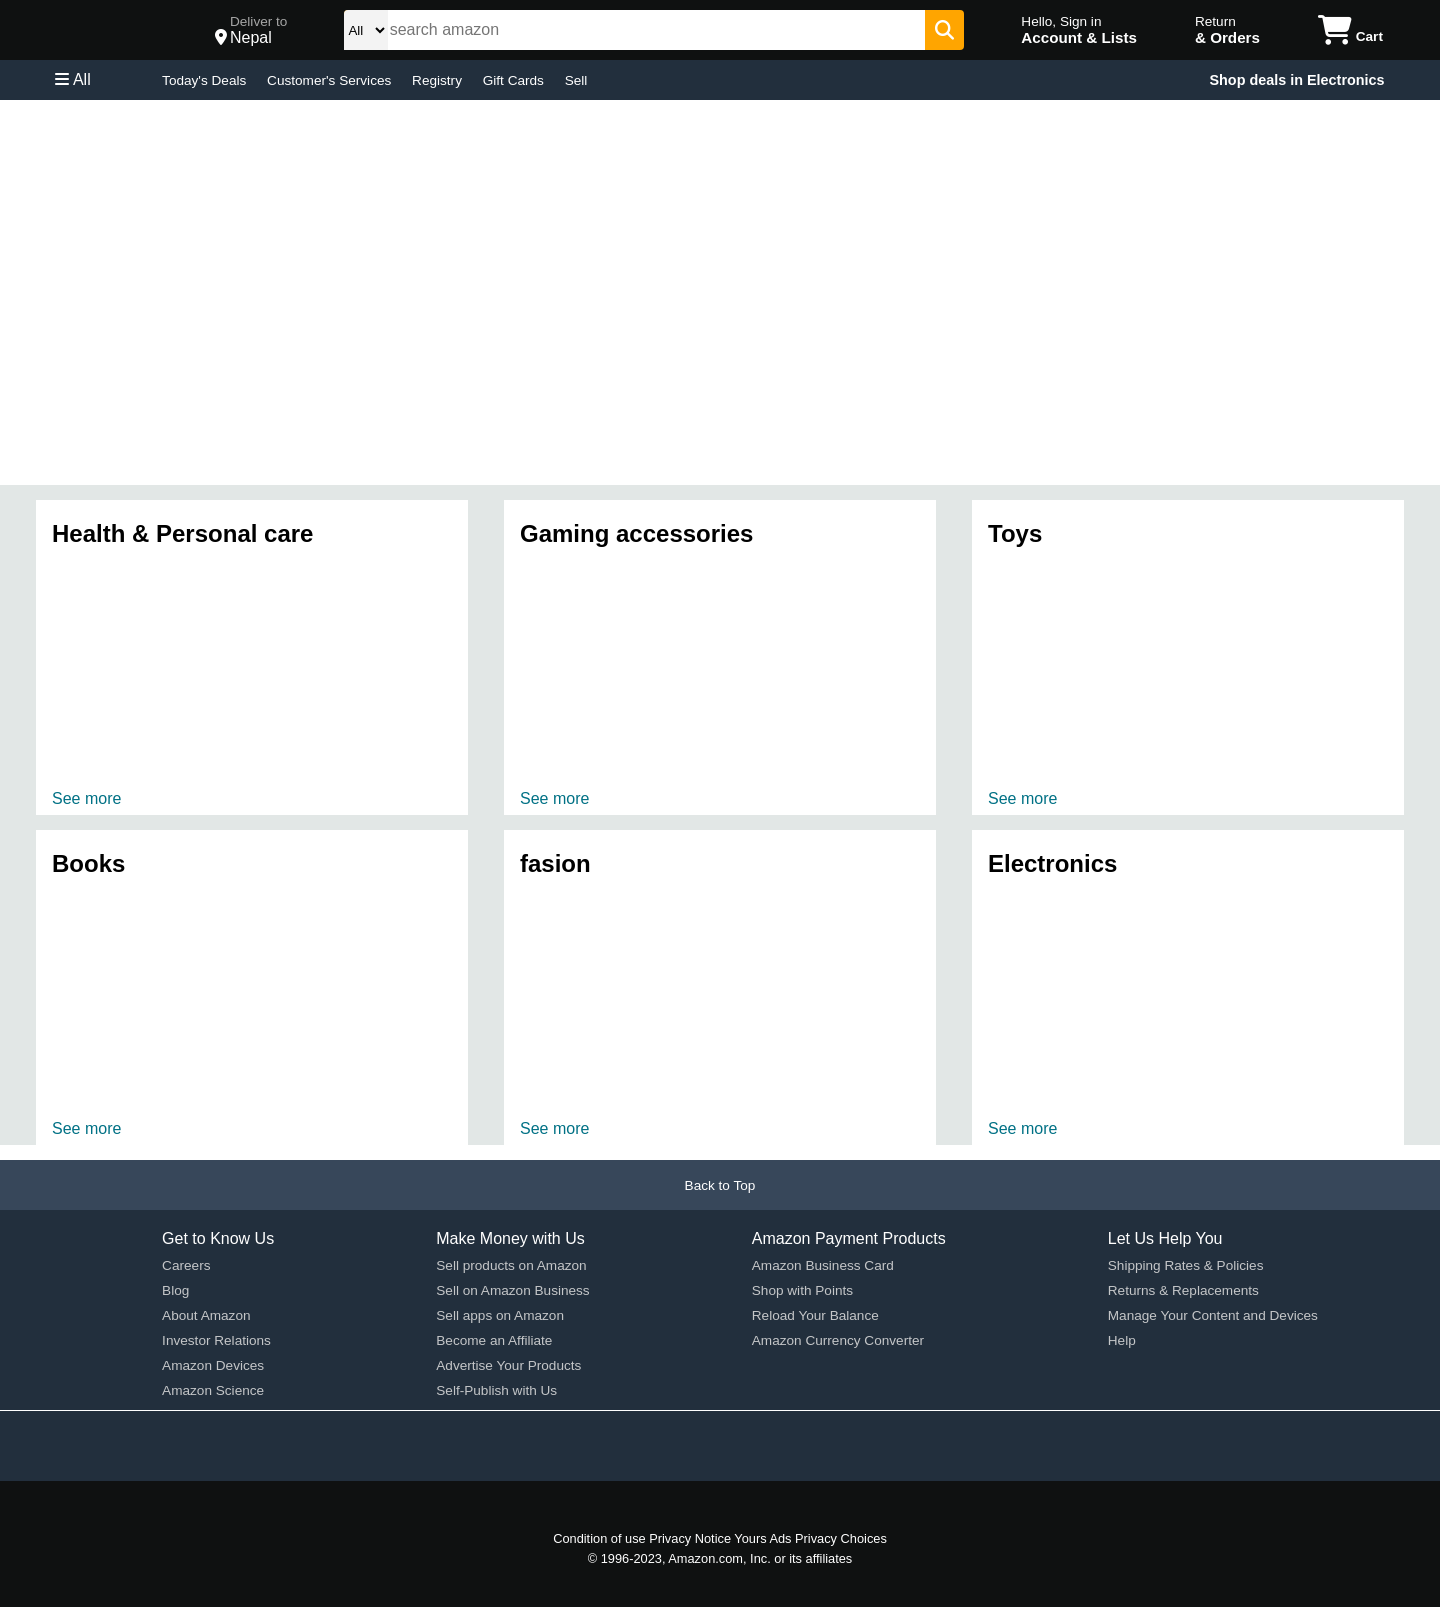 Deliver to
Nepal
All
search amazon
Hello, Sign in
Account & Lists
Return
& Orders
Cart
All
Today's Deals
Customer's Services
Registry
Gift Cards
Sell
Shop deals in Electronics
Health & Personal care
Gaming accessories
Toys
See more
See more
See more
Books
fasion
Electronics
See more
See more
See more
Back to Top
Get to Know Us
Careers
Blog
About Amazon
Investor Relations
Amazon Devices
Amazon Science
Make Money with Us
Sell products on Amazon
Sell on Amazon Business
Sell apps on Amazon
Become an Affiliate
Advertise Your Products
Self-Publish with Us
Amazon Payment Products
Amazon Business Card
Shop with Points
Reload Your Balance
Amazon Currency Converter
Let Us Help You
Shipping Rates & Policies
Returns & Replacements
Manage Your Content and Devices
Help
Condition of use Privacy Notice Yours Ads Privacy Choices
© 1996-2023, Amazon.com, Inc. or its affiliates